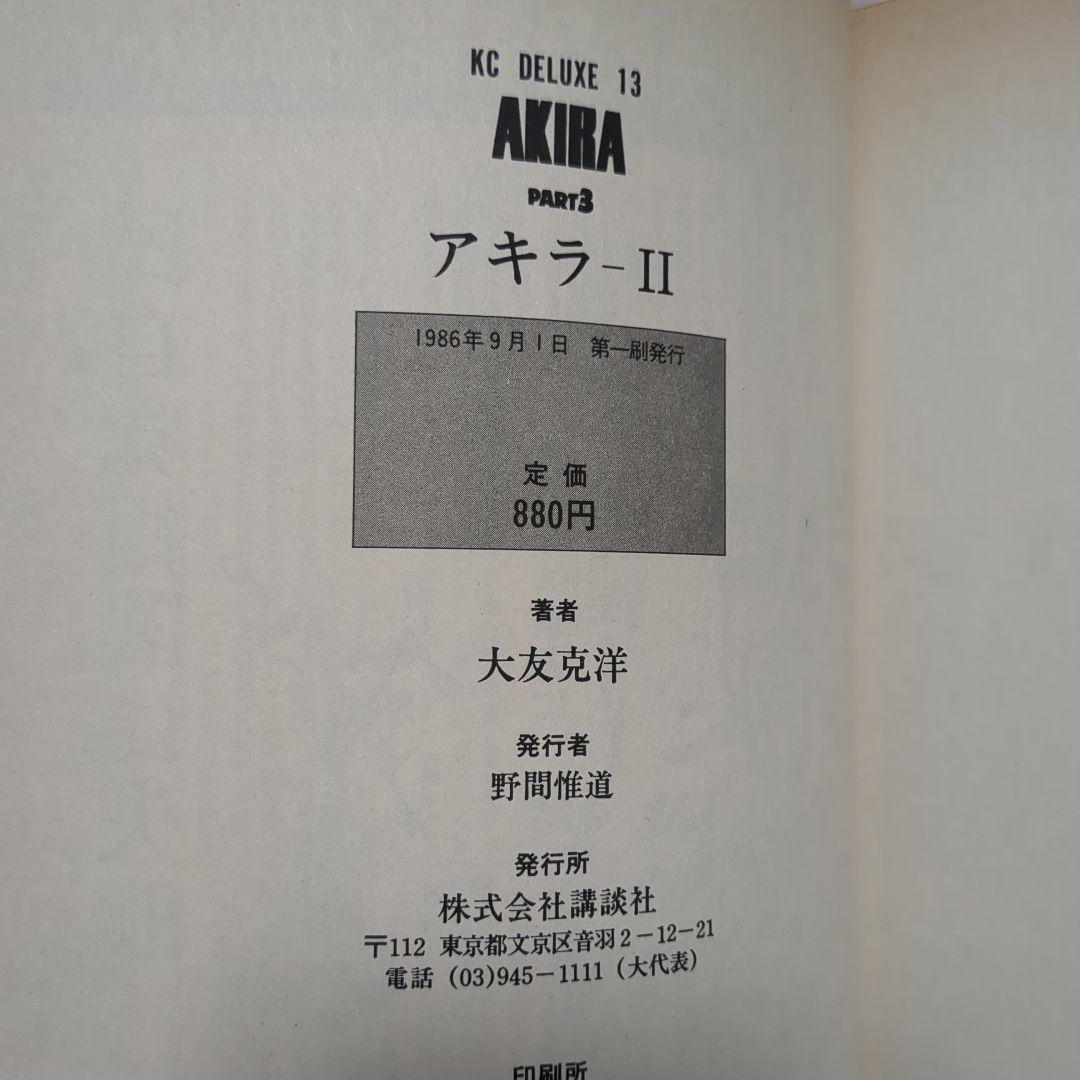 KC DELUXE 13
AKIRA
PART3
アキラ-II
1986年9月1日 第一刷発行
定価
880円
著者
大友克洋
発行者
野間惟道
発行所
株式会社講談社
〒112 東京都文京区音羽2-12-21
電話 (03)945-1111 (大代表)
印刷所